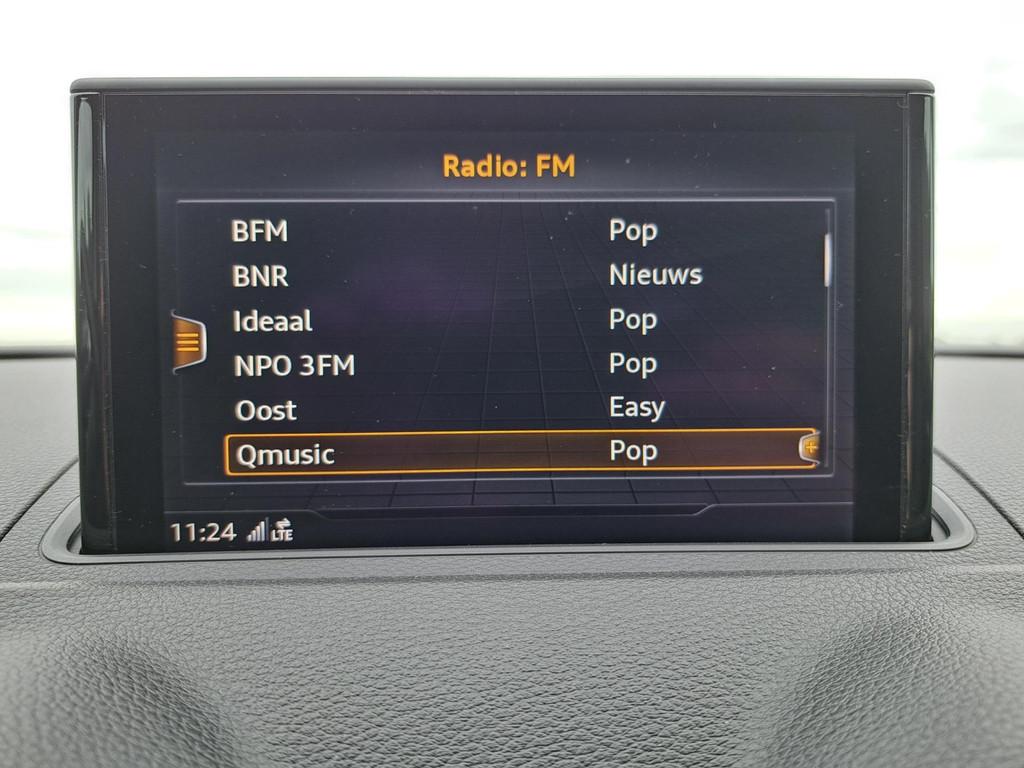 Radio: FM
BFM Pop
BNR Nieuws
Ideaal Pop
NPO 3FM Pop
Oost Easy
Qmusic Pop
11:24 LTE